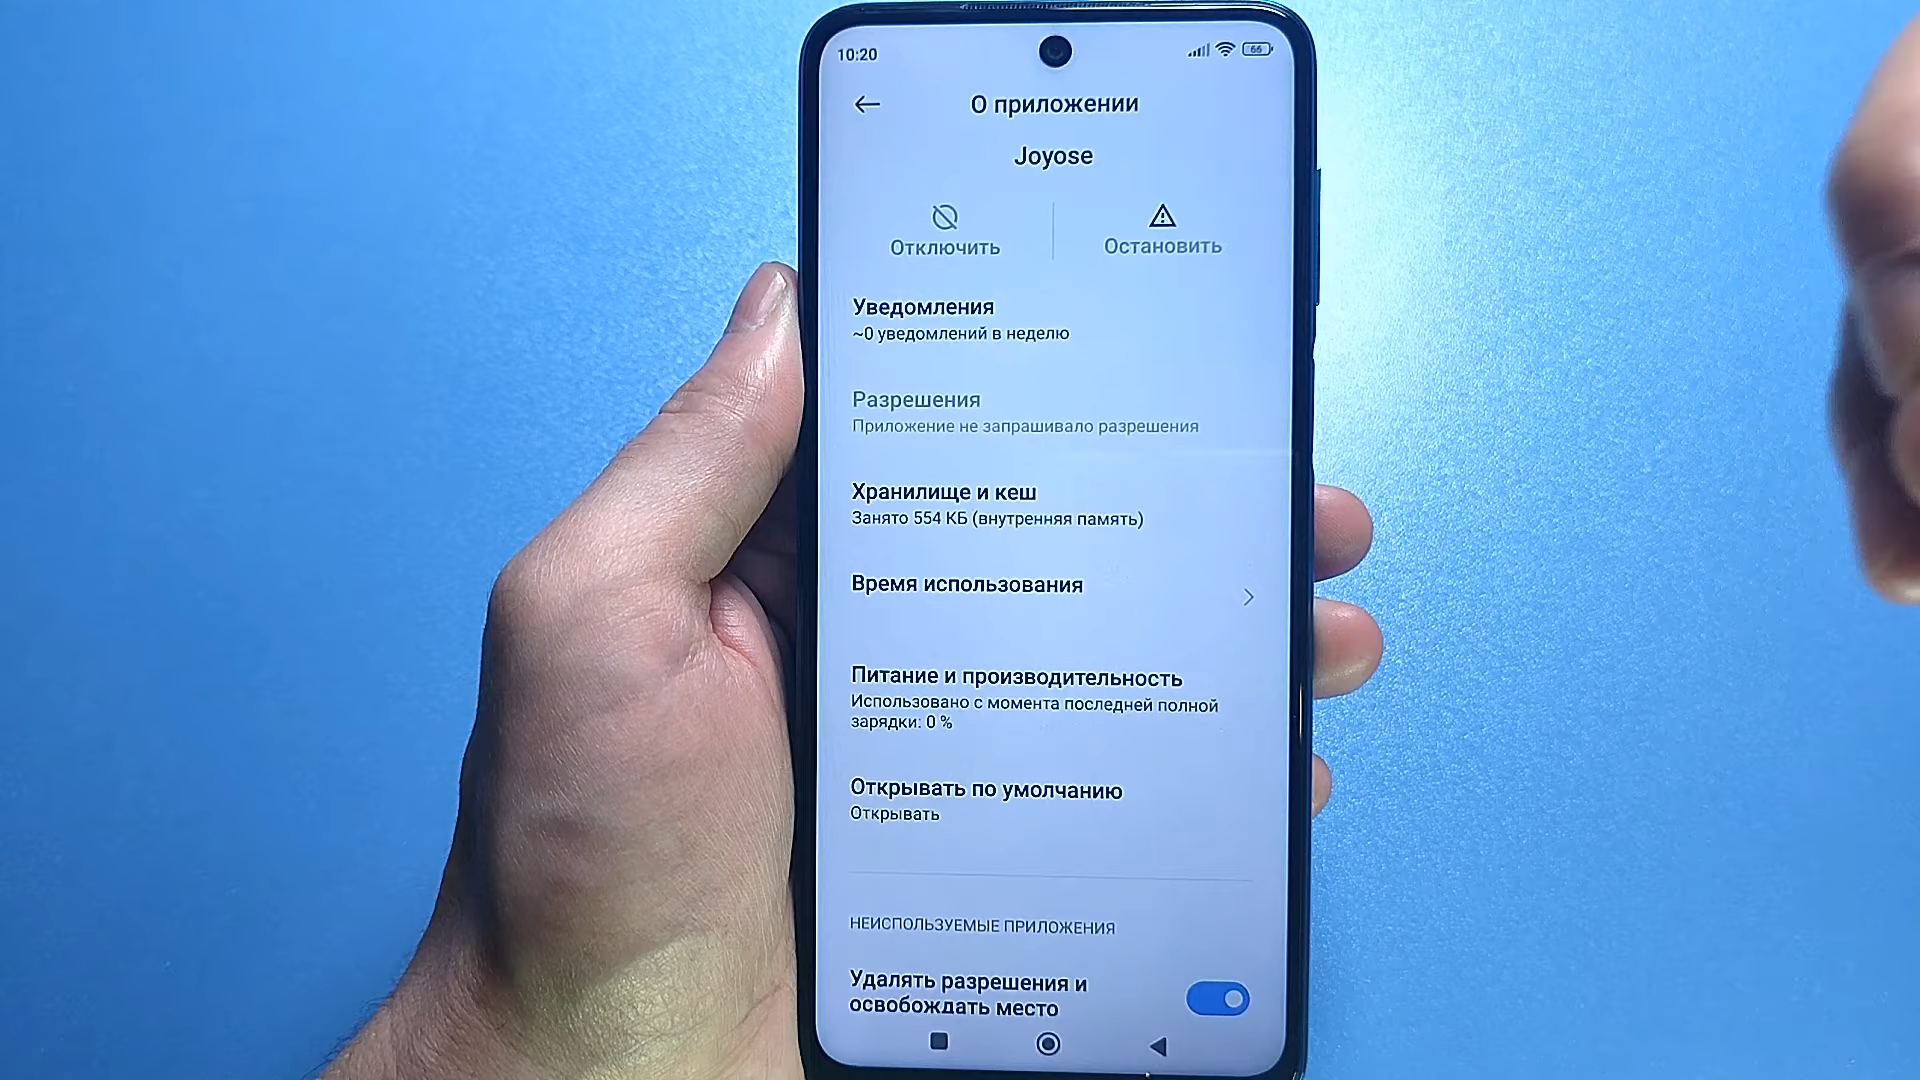 10:20
66
О приложении
Joyose
Отключить
Остановить
Уведомления
~0 уведомлений в неделю
Разрешения
Приложение не запрашивало разрешения
Хранилище и кеш
Занято 554 КБ (внутренняя память)
Время использования
Питание и производительность
Использовано с момента последней полной
зарядки: 0 %
Открывать по умолчанию
Открывать
НЕИСПОЛЬЗУЕМЫЕ ПРИЛОЖЕНИЯ
Удалять разрешения и
освобождать место